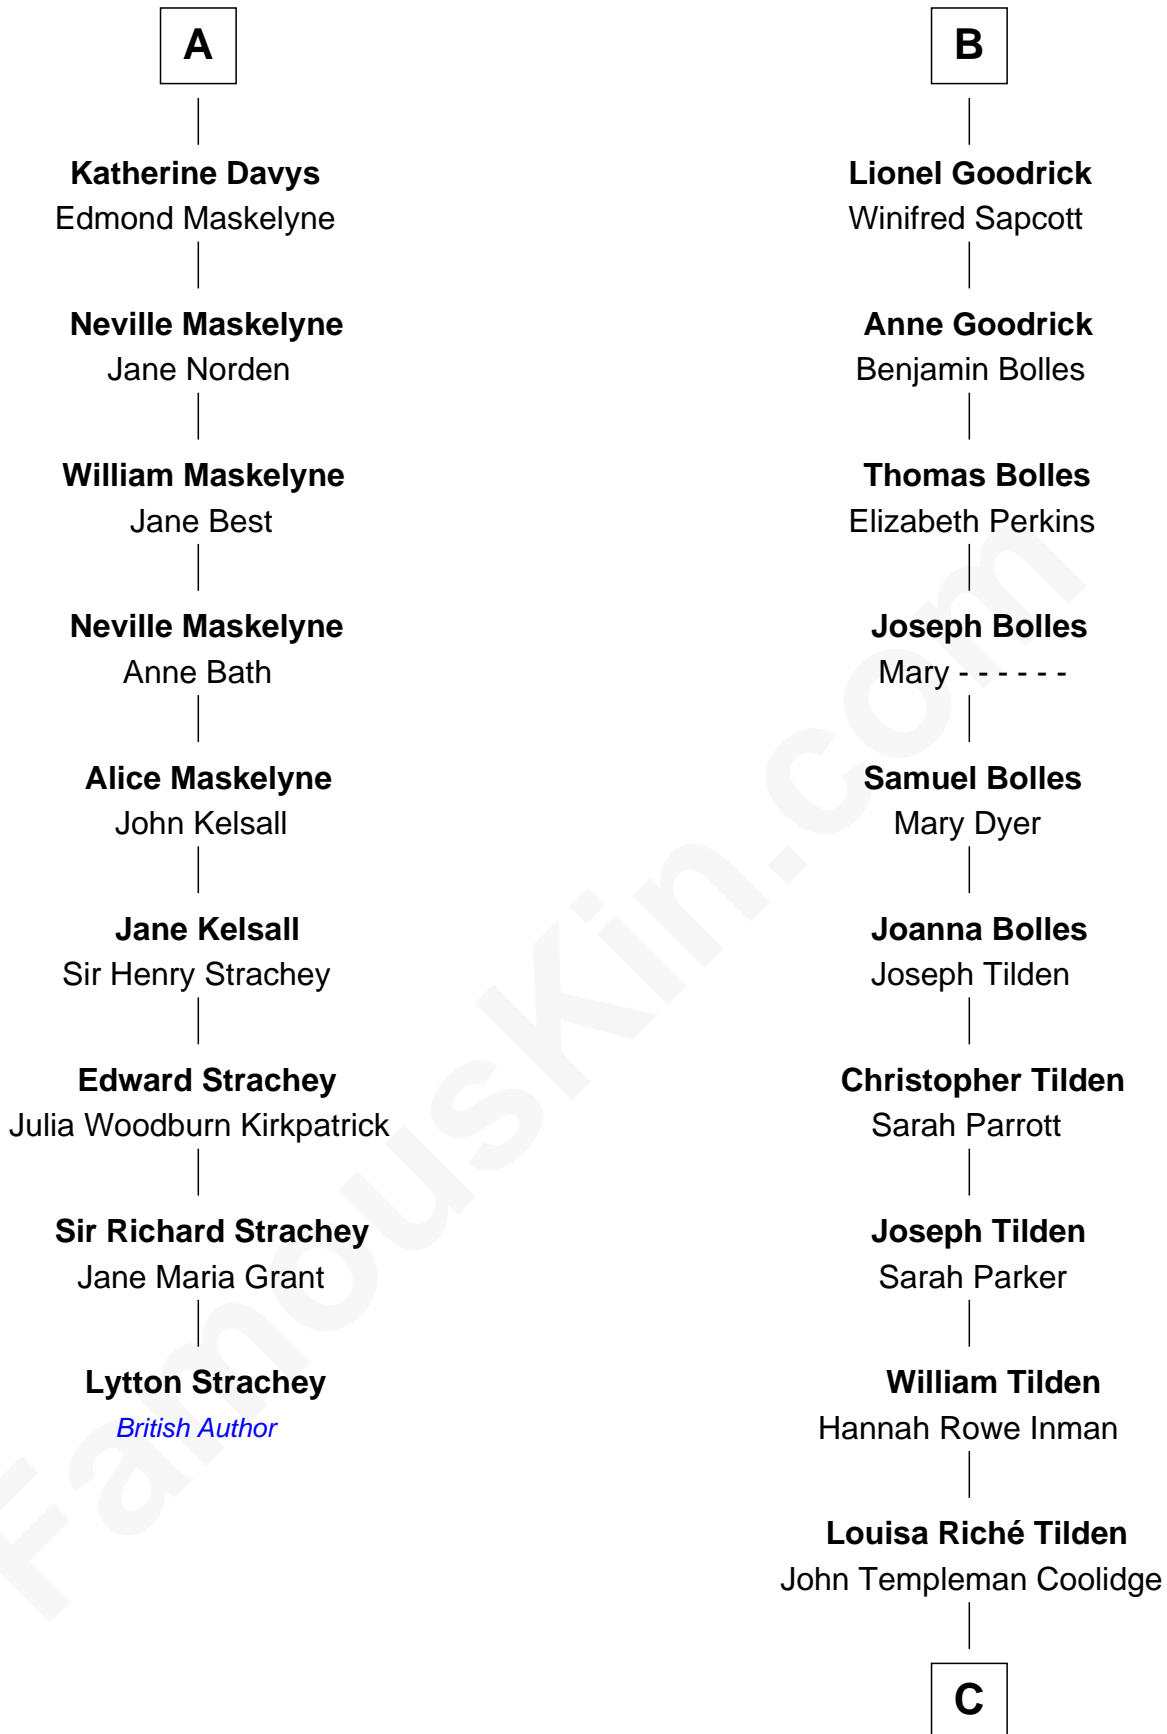 A
Katherine Davys
Edmond Maskelyne
Neville Maskelyne
Jane Norden
William Maskelyne
Jane Best
Neville Maskelyne
Anne Bath
Alice Maskelyne
John Kelsall
Jane Kelsall
Sir Henry Strachey
Edward Strachey
Julia Woodburn Kirkpatrick
Sir Richard Strachey
Jane Maria Grant
Lytton Strachey
British Author
B
Lionel Goodrick
Winifred Sapcott
Anne Goodrick
Benjamin Bolles
Thomas Bolles
Elizabeth Perkins
Joseph Bolles
Mary - - - - - -
Samuel Bolles
Mary Dyer
Joanna Bolles
Joseph Tilden
Christopher Tilden
Sarah Parrott
Joseph Tilden
Sarah Parker
William Tilden
Hannah Rowe Inman
Louisa Riché Tilden
John Templeman Coolidge
C
FamousKin.com